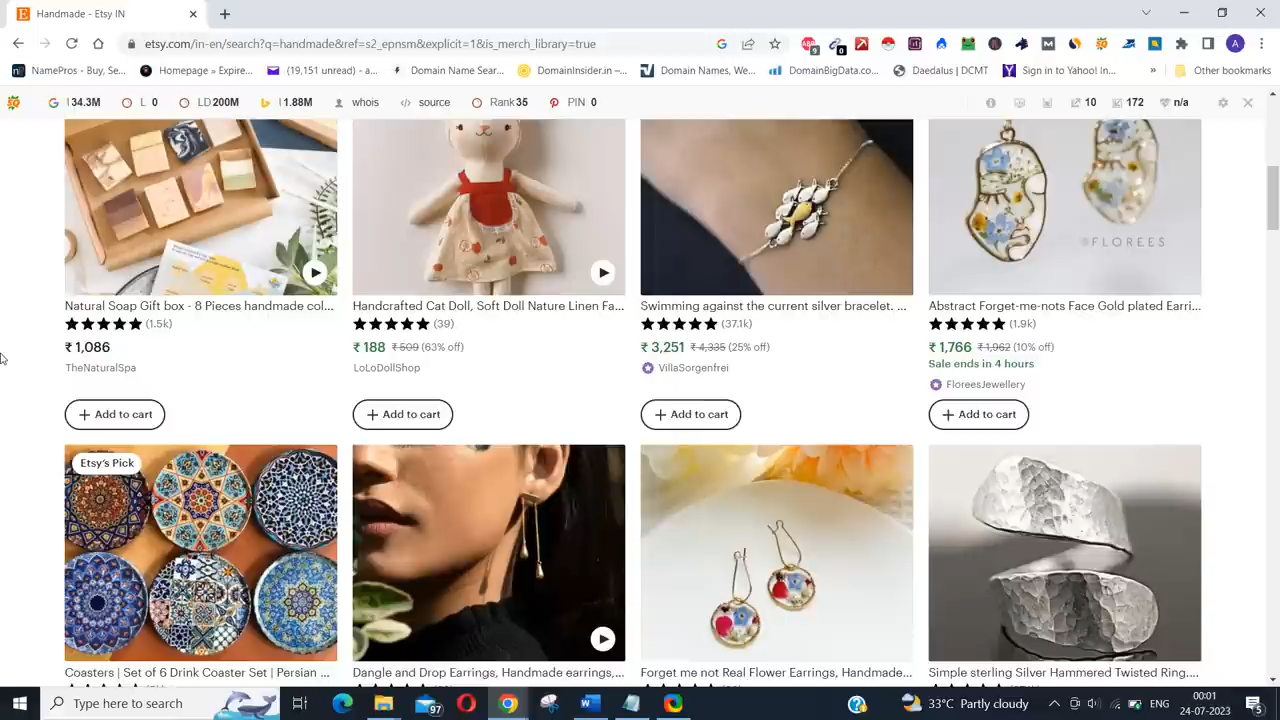 Handmade - Etsy IN
etsy.com/in-en/search?q=handmade&ref=s2_epnsm&explicit=1&is_merch_library=true
NamePros - Buy, Se... Homepage » Expire... (19,151 unread) - a... Domain Name Sear... DomainInsider.in –... Domain Names, We... DomainBigData.co... Daedalus | DCMT Sign in to Yahoo! In... » Other bookmarks
34.3M L 0 LD 200M 1.88M whois source Rank 35 PIN 0 10 172 n/a
#FLOREES
Natural Soap Gift box - 8 Pieces handmade col... Handcrafted Cat Doll, Soft Doll Nature Linen Fa... Swimming against the current silver bracelet. ... Abstract Forget-me-nots Face Gold plated Earri...
(1.5k) (39) (37.1k) (1.9k)
₹ 1,086 ₹ 188 ₹ 509 (63% off) ₹ 3,251 ₹ 4,335 (25% off) ₹ 1,766 ₹ 1,962 (10% off)
TheNaturalSpa LoLoDollShop VillaSorgenfrei Sale ends in 4 hours
FloreesJewellery
+ Add to cart + Add to cart + Add to cart + Add to cart
Etsy's Pick
Coasters | Set of 6 Drink Coaster Set | Persian ... Dangle and Drop Earrings, Handmade earrings,... Forget me not Real Flower Earrings, Handmade... Simple sterling Silver Hammered Twisted Ring....
Type here to search 97 33°C Partly cloudy ENG 00:01
24-07-2023